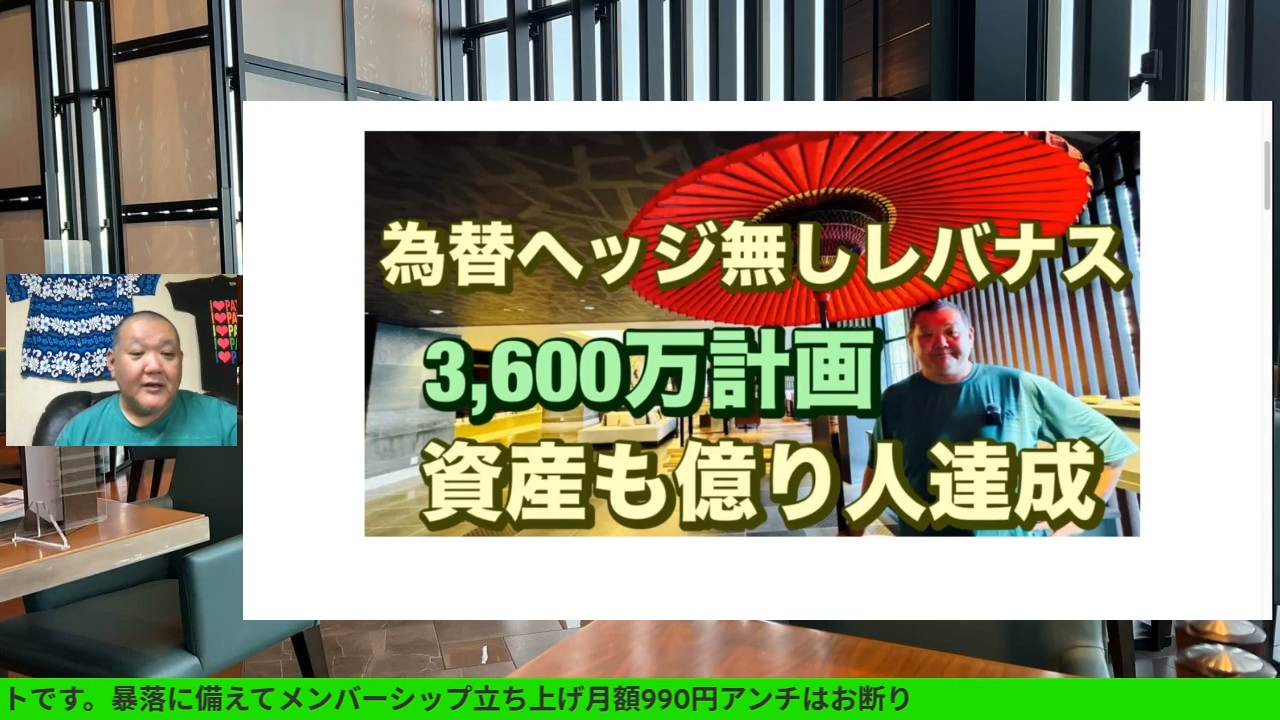 為替ヘッジ無しレバナス
3,600万計画
資産も億り人達成
I❤PA
トです。暴落に備えてメンバーシップ立ち上げ月額990円アンチはお断り